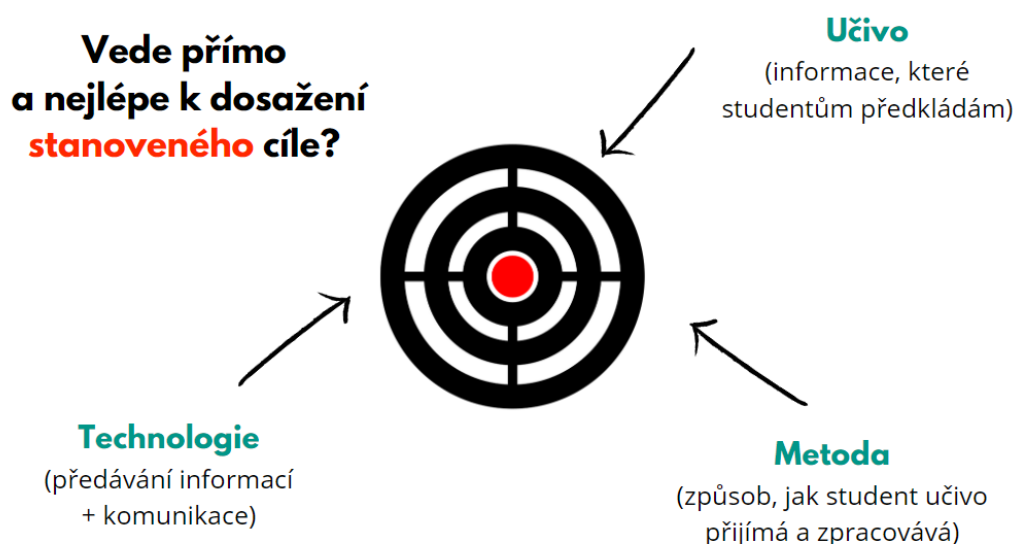 Vede přímo
a nejlépe k dosažení
stanoveného cíle?
Učivo
(informace, které
studentům předkládám)
Technologie
(předávání informací
+ komunikace)
Metoda
(způsob, jak student učivo
přijímá a zpracovává)